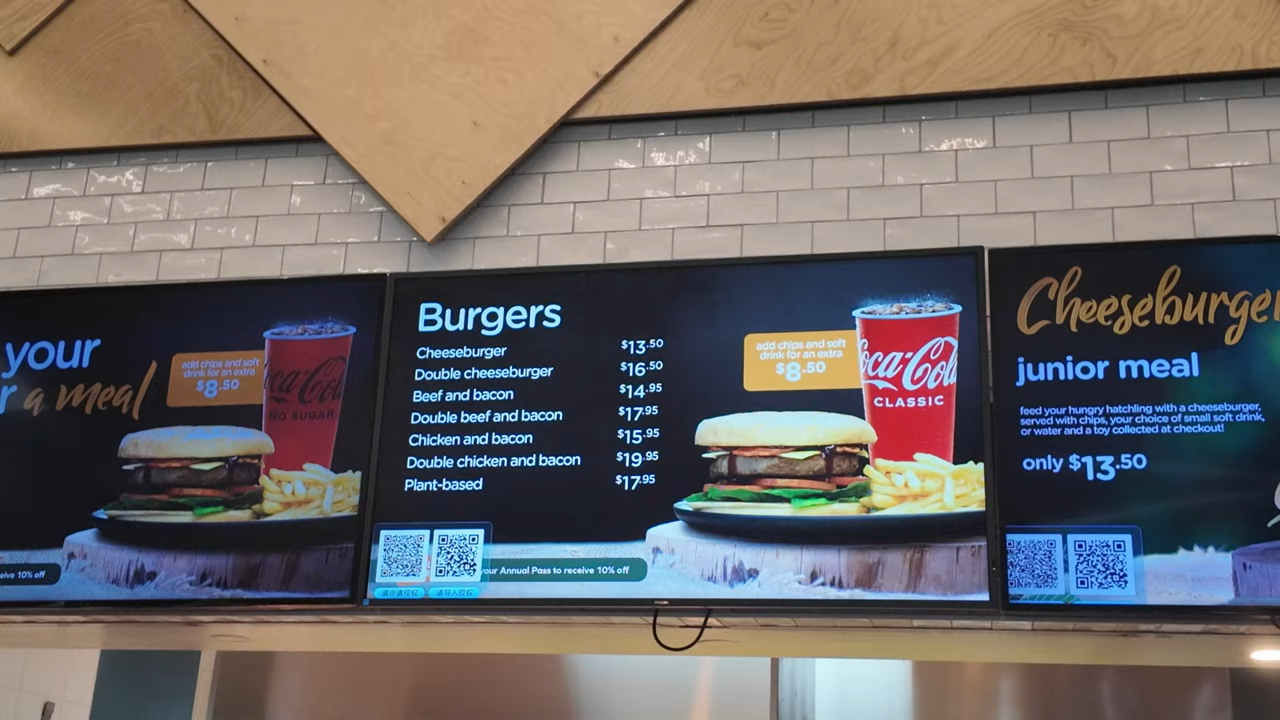 your
r a meal
add chips and soft
drink for an extra
$8.50
Coca-Cola
NO SUGAR
eive 10% off
Burgers
Cheeseburger $13.50
Double cheeseburger $16.50
Beef and bacon $14.95
Double beef and bacon $17.95
Chicken and bacon $15.95
Double chicken and bacon $19.95
Plant-based $17.95
add chips and soft
drink for an extra
$8.50
Coca-Cola
CLASSIC
your Annual Pass to receive 10% off
PHILIPS
Cheeseburger
junior meal
feed your hungry hatchling with a cheeseburger,
served with chips, your choice of small soft drink,
or water and a toy collected at checkout!
only $13.50